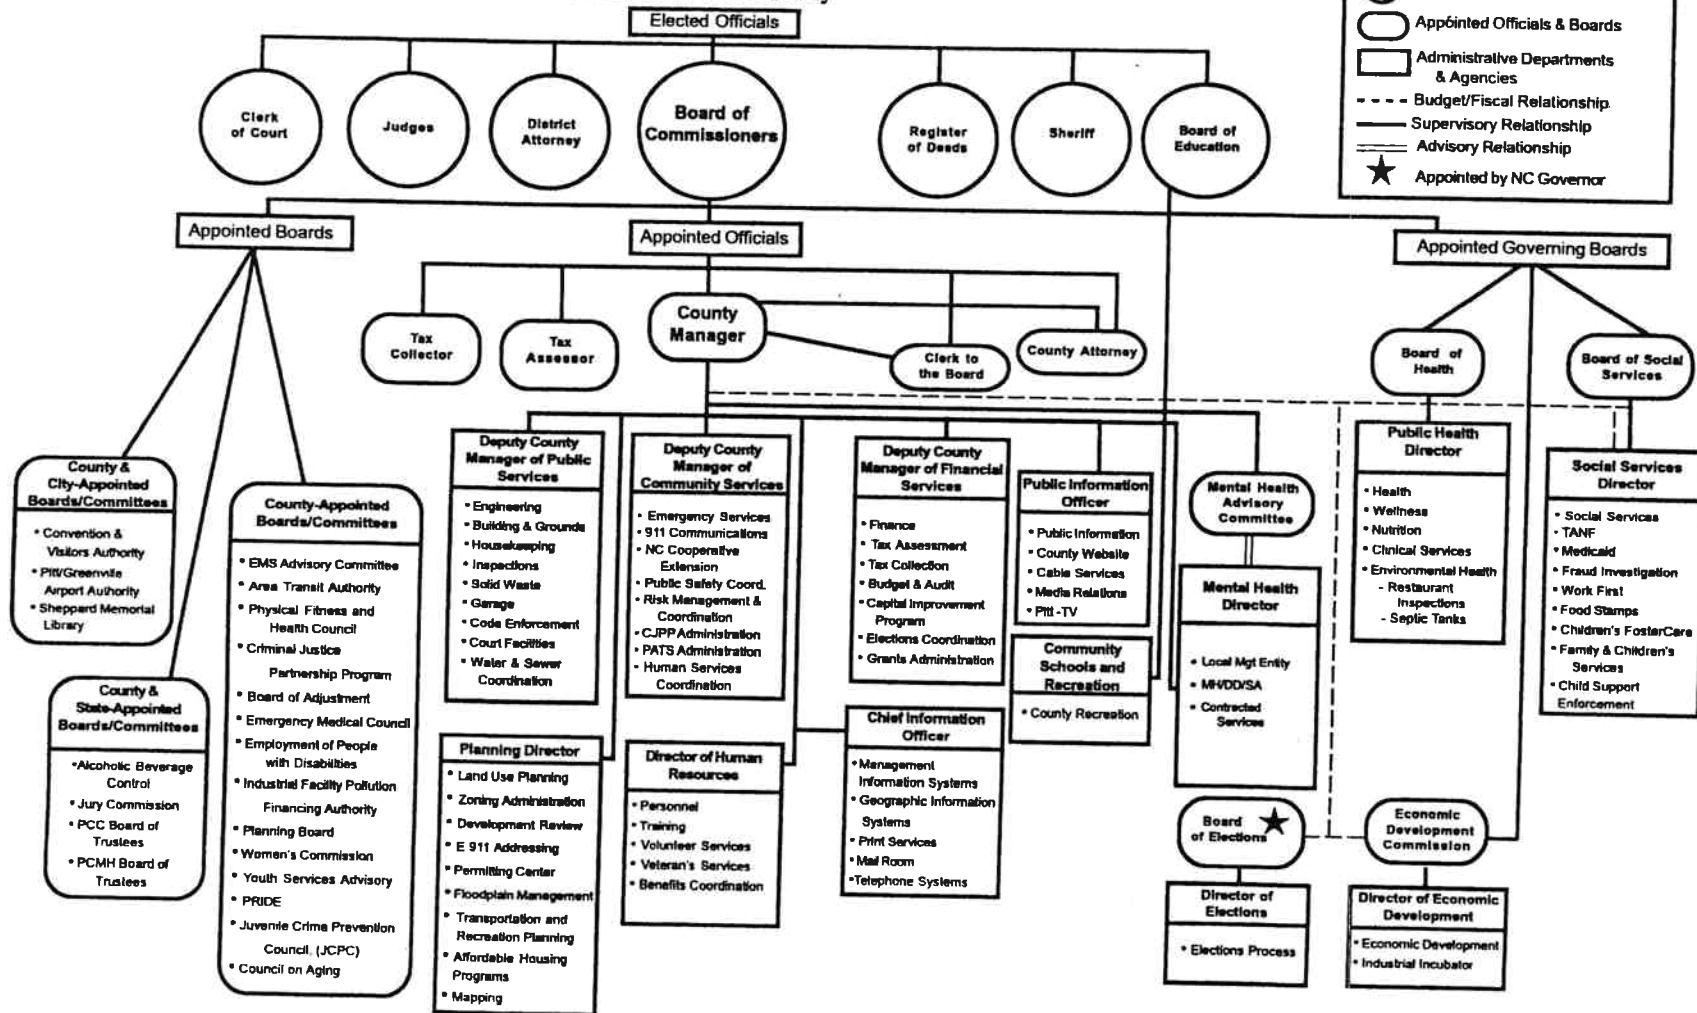 Elected Officials
Appointed Officials & Boards
Administrative Departments
& Agencies
Budget/Fiscal Relationship
Supervisory Relationship
Advisory Relationship
Appointed by NC Governor
Clerk
of Court
Judges
District
Attorney
Board of
Commissioners
Register
of Deeds
Sheriff
Board of
Education
Appointed Boards
Appointed Officials
Appointed Governing Boards
Tax
Collector
Tax
Assessor
County
Manager
Clerk to
the Board
County Attorney
Board of
Health
Board of Social
Services
County &
City-Appointed
Boards/Committees
• Convention &
Visitors Authority
• Pitt/Greenville
Airport Authority
• Sheppard Memorial
Library
County &
State-Appointed
Boards/Committees
• Alcoholic Beverage
Control
• Jury Commission
• PCC Board of
Trustees
• PCMH Board of
Trustees
County-Appointed
Boards/Committees
• EMS Advisory Committee
• Area Transit Authority
• Physical Fitness and
Health Council
• Criminal Justice
Partnership Program
• Board of Adjustment
• Emergency Medical Council
• Employment of People
with Disabilities
• Industrial Facility Pollution
Financing Authority
• Planning Board
• Women's Commission
• Youth Services Advisory
• PRIDE
• Juvenile Crime Prevention
Council, (JCPC)
• Council on Aging
Deputy County
Manager of Public
Services
• Engineering
• Building & Grounds
• Housekeeping
• Inspections
• Solid Waste
• Garage
• Code Enforcement
• Court Facilities
• Water & Sewer
Coordination
Planning Director
• Land Use Planning
• Zoning Administration
• Development Review
• E 911 Addressing
• Permitting Center
• Floodplain Management
• Transportation and
Recreation Planning
• Affordable Housing
Programs
• Mapping
Deputy County
Manager of
Community Services
• Emergency Services
• 911 Communications
• NC Cooperative
Extension
• Public Safety Coord.
• Risk Management &
Coordination
• CJPP Administration
• PATS Administration
• Human Services
Coordination
Director of Human
Resources
• Personnel
• Training
• Volunteer Services
• Veteran's Services
• Benefits Coordination
Deputy County
Manager of Financial
Services
• Finance
• Tax Assessment
• Tax Collection
• Budget & Audit
• Capital Improvement
Program
• Elections Coordination
• Grants Administration
Chief Information
Officer
• Management
Information Systems
• Geographic Information
Systems
• Print Services
• Mail Room
• Telephone Systems
Public Information
Officer
• Public Information
• County Website
• Cable Services
• Media Relations
• Pitt -TV
Community
Schools and
Recreation
• County Recreation
Mental Health
Advisory
Committee
Mental Health
Director
• Local Mgt Entity
• MH/DD/SA
• Contracted
Services
Public Health
Director
• Health
• Wellness
• Nutrition
• Clinical Services
• Environmental Health
- Restaurant
Inspections
- Septic Tanks
Social Services
Director
• Social Services
• TANF
• Medicaid
• Fraud Investigation
• Work First
• Food Stamps
• Children's FosterCare
• Family & Children's
Services
• Child Support
Enforcement
Board
of Elections
Economic
Development
Commission
Director of
Elections
• Elections Process
Director of Economic
Development
• Economic Development
• Industrial Incubator